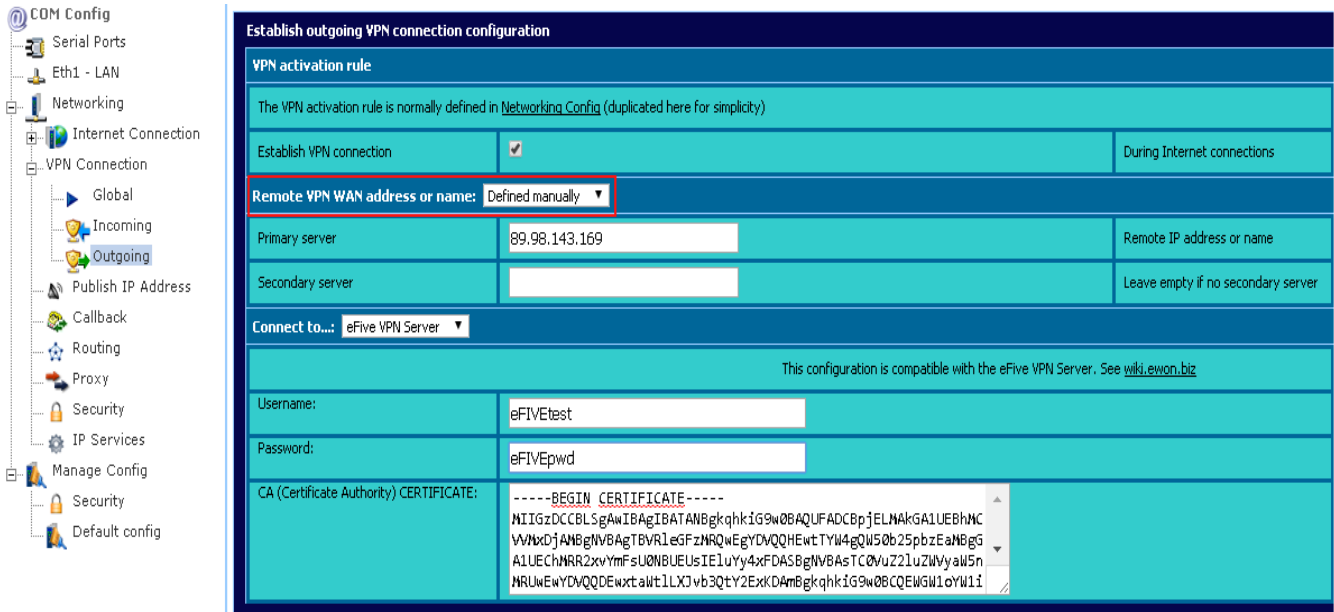 COM Config
Serial Ports
Eth1 - LAN
Networking
Internet Connection
VPN Connection
Global
Incoming
Outgoing
Publish IP Address
Callback
Routing
Proxy
Security
IP Services
Manage Config
Security
Default config
Establish outgoing VPN connection configuration
VPN activation rule
The VPN activation rule is normally defined in Networking Config (duplicated here for simplicity)
Establish VPN connection During Internet connections
Remote VPN WAN address or name: Defined manually
Primary server 89.98.143.169 Remote IP address or name
Secondary server Leave empty if no secondary server
Connect to...: eFive VPN Server
This configuration is compatible with the eFive VPN Server. See wiki.ewon.biz
Username: eFIVEtest
Password: eFIVEpwd
CA (Certificate Authority) CERTIFICATE: -----BEGIN CERTIFICATE-----
MIIGzDCCBLSgAwIBAgIBATANBgkqhkiG9w0BAQUFADCBpjELMAkGA1UEBhMC
VVMxDjAMBgNVBAgTBVRleGFzMRQwEgYDVQQHEwtTYW4gQW50b25pbzEaMBgG
A1UEChMRR2xvYmFsU0NBUEUsIEluYy4xFDASBgNVBAsTC0VuZ2luZWVyaW5n
MRUwEwYDVQQDEwxtaWtlLXJvb3QtY2ExKDAmBgkqhkiG9w0BCQEWGW1oYW1i